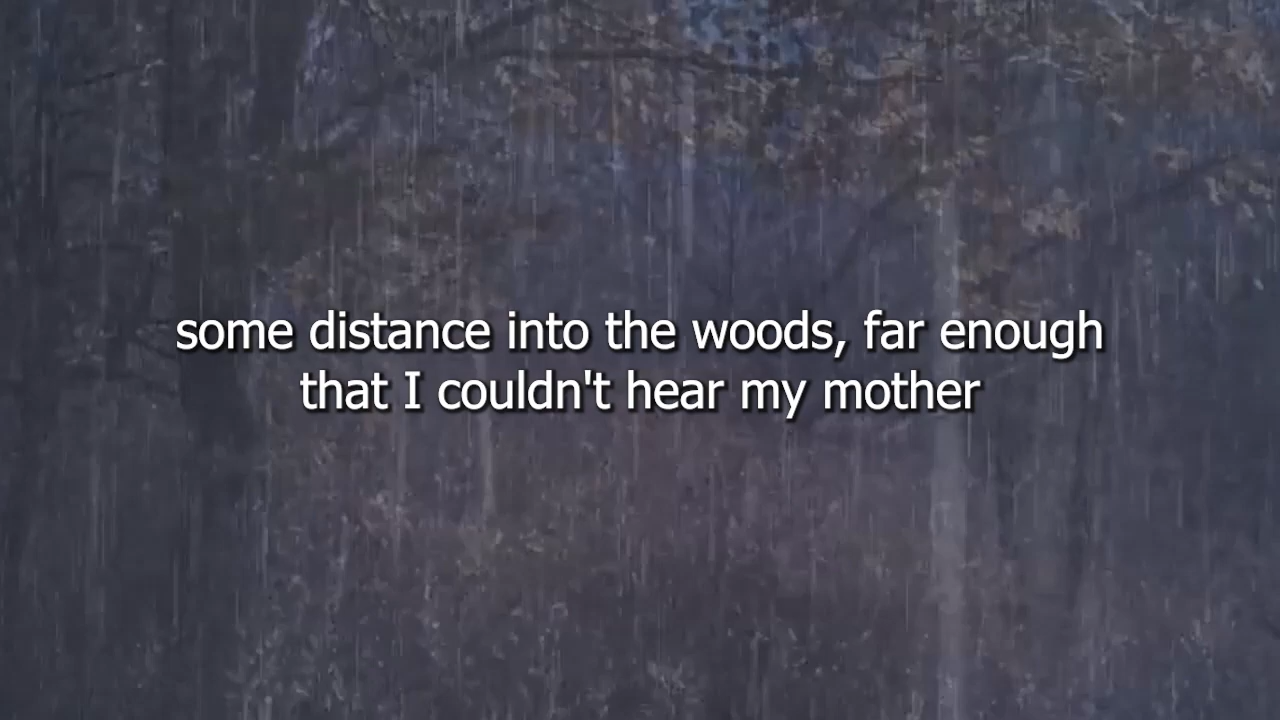 some distance into the woods, far enough
that I couldn't hear my mother